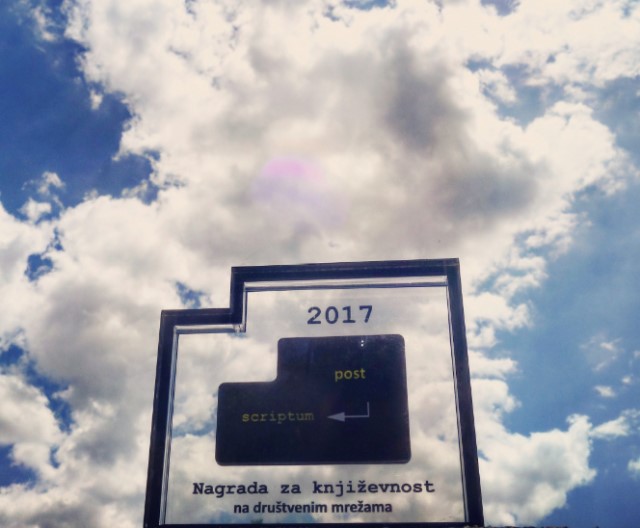 2017
post
scriptum
Nagrada za književnost
na društvenim mrežama